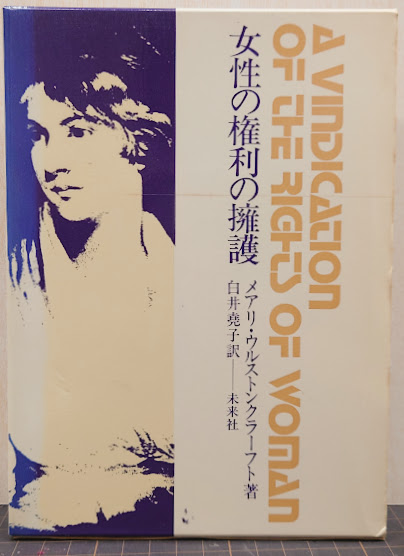 A VINDICATION
OF THE RIGHTS OF WOMAN
女性の権利の擁護
メアリ・ウルストンクラーフト著
白井堯子訳──未来社